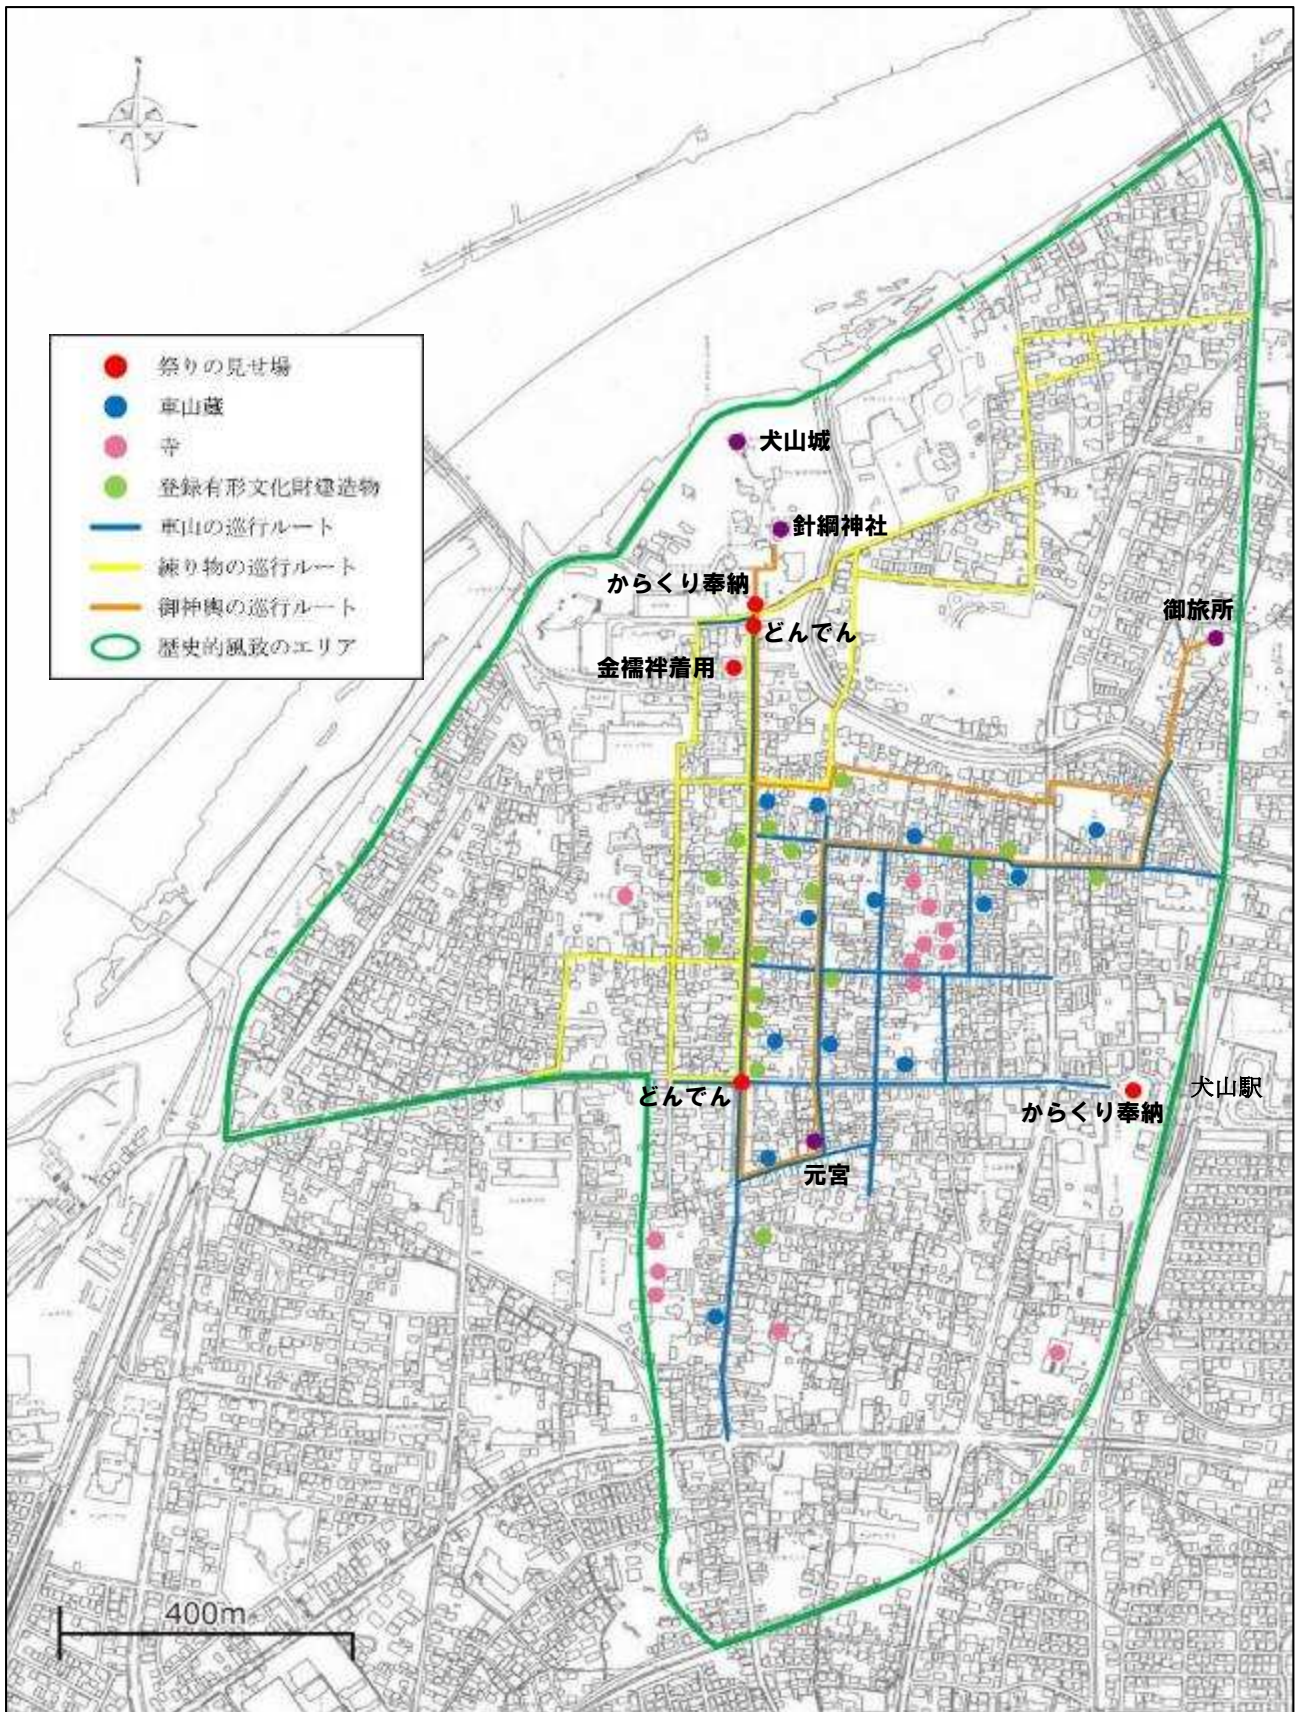 祭りの見せ場
車山蔵
寺
登録有形文化財建造物
車山の巡行ルート
練り物の巡行ルート
御神輿の巡行ルート
歴史的風致のエリア
犬山城
針綱神社
からくり奉納
どんでん
御旅所
金襦袢着用
どんでん
犬山駅
からくり奉納
元宮
400m